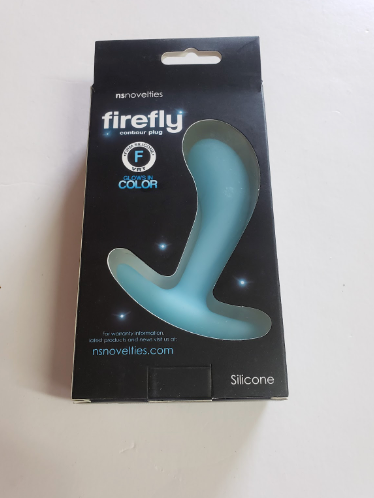 nsnovelties
firefly
contour plug
F
GLOWS IN
COLOR
For warranty information,
related products and news visit us at:
nsnovelties.com
Silicone